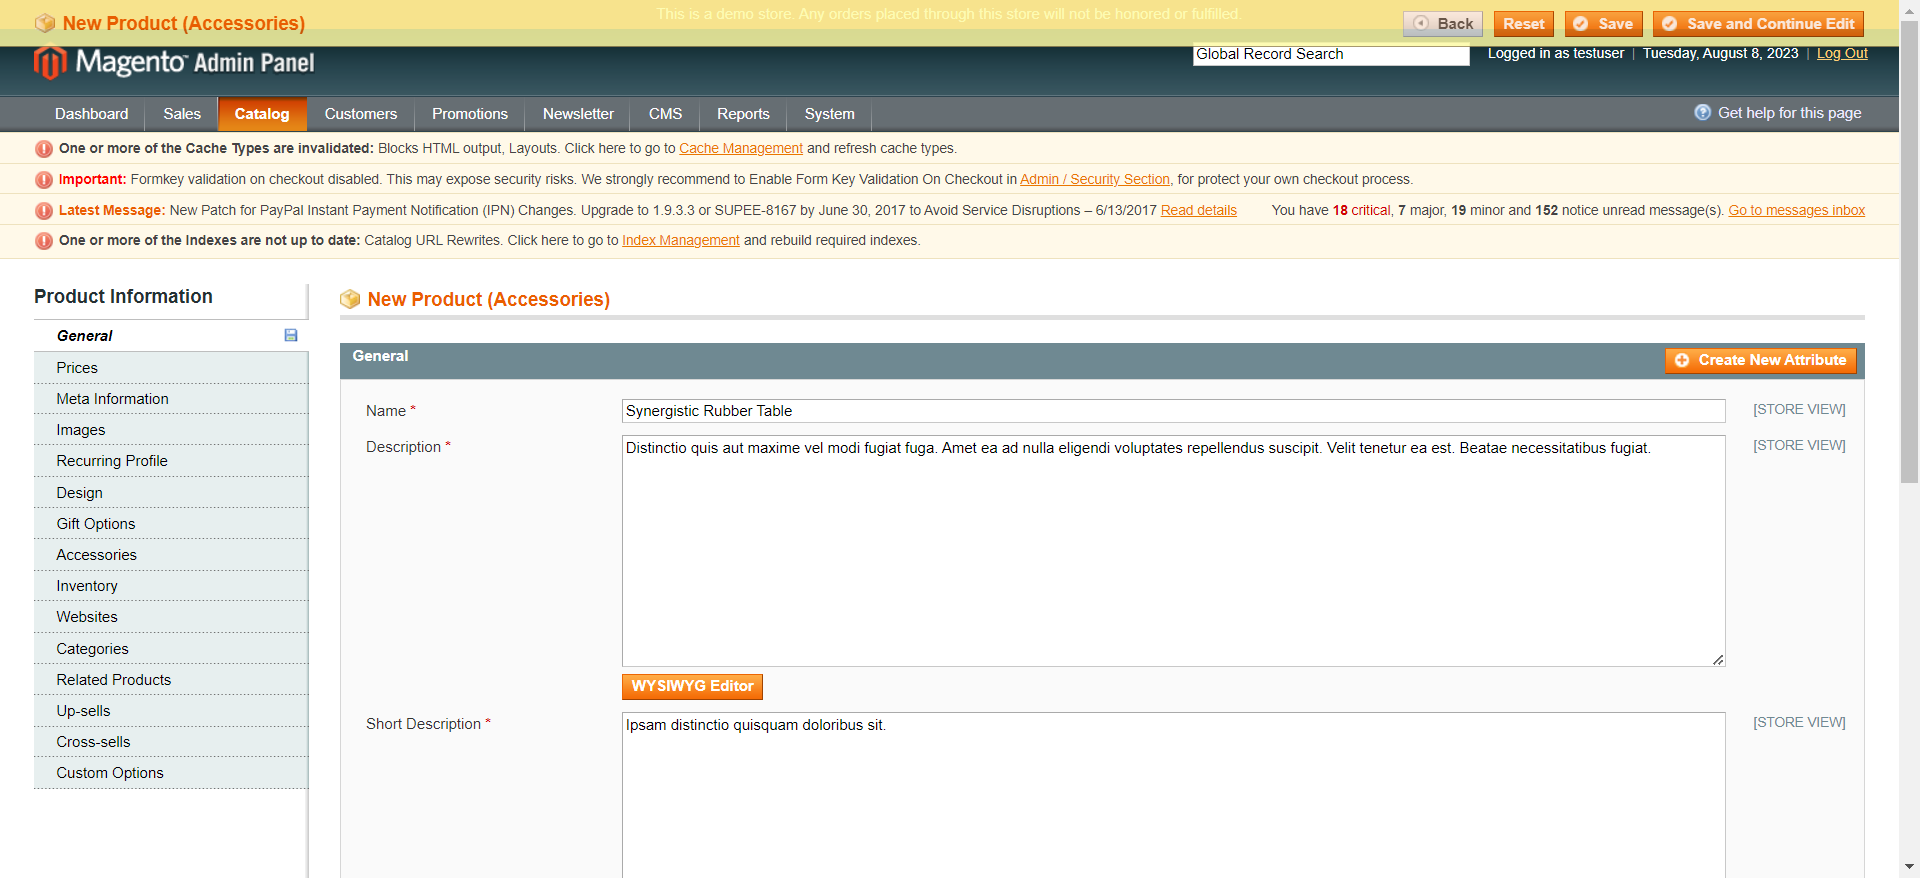 This is a demo store. Any orders placed through this store will not be honored or fulfilled.
New Product (Accessories)
Back
Reset
Save
Save and Continue Edit
Magento Admin Panel
Global Record Search
Logged in as testuser | Tuesday, August 8, 2023 | Log Out
Dashboard
Sales
Catalog
Customers
Promotions
Newsletter
CMS
Reports
System
Get help for this page
One or more of the Cache Types are invalidated: Blocks HTML output, Layouts. Click here to go to Cache Management and refresh cache types.
Important: Formkey validation on checkout disabled. This may expose security risks. We strongly recommend to Enable Form Key Validation On Checkout in Admin / Security Section, for protect your own checkout process.
Latest Message: New Patch for PayPal Instant Payment Notification (IPN) Changes. Upgrade to 1.9.3.3 or SUPEE-8167 by June 30, 2017 to Avoid Service Disruptions – 6/13/2017 Read details
You have 18 critical, 7 major, 19 minor and 152 notice unread message(s). Go to messages inbox
One or more of the Indexes are not up to date: Catalog URL Rewrites. Click here to go to Index Management and rebuild required indexes.
Product Information
General
Prices
Meta Information
Images
Recurring Profile
Design
Gift Options
Accessories
Inventory
Websites
Categories
Related Products
Up-sells
Cross-sells
Custom Options
New Product (Accessories)
General
Create New Attribute
Name *
Synergistic Rubber Table
[STORE VIEW]
Description *
Distinctio quis aut maxime vel modi fugiat fuga. Amet ea ad nulla eligendi voluptates repellendus suscipit. Velit tenetur ea est. Beatae necessitatibus fugiat.
[STORE VIEW]
WYSIWYG Editor
Short Description *
Ipsam distinctio quisquam doloribus sit.
[STORE VIEW]